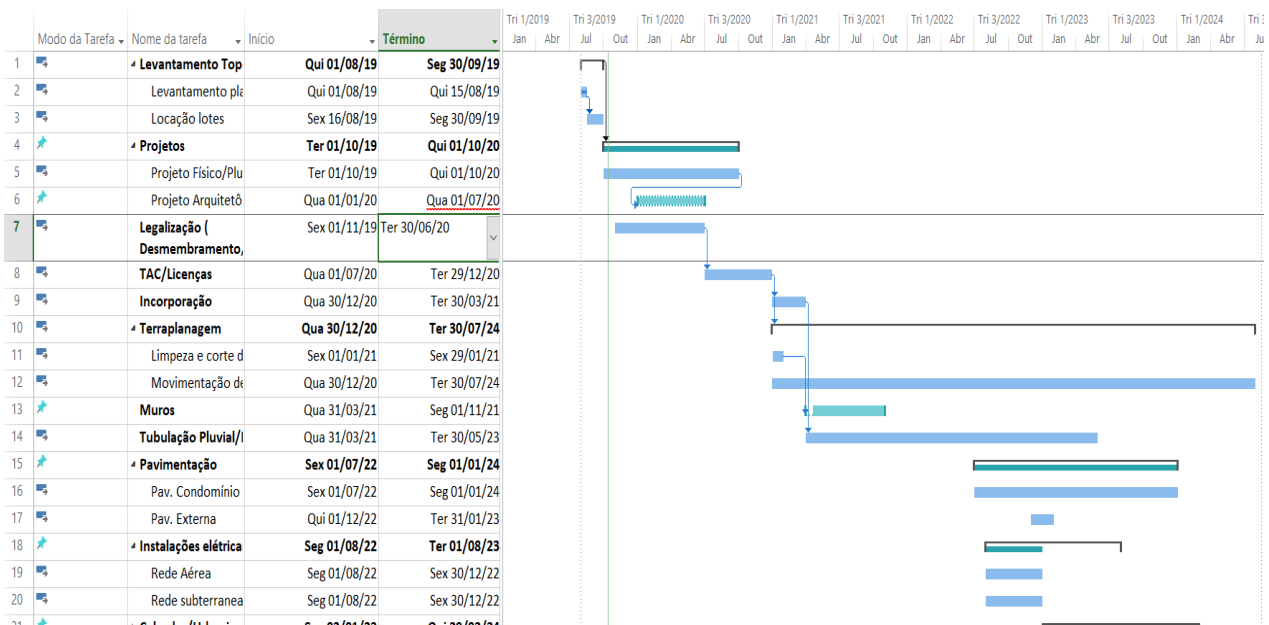 Tri 1/2019 Tri 3/2019 Tri 1/2020 Tri 3/2020 Tri 1/2021 Tri 3/2021 Tri 1/2022 Tri 3/2022 Tri 1/2023 Tri 3/2023 Tri 1/2024 Tri 3
Modo da Tarefa Nome da tarefa Início Término Jan Abr Jul Out Jan Abr Jul Out Jan Abr Jul Out Jan Abr Jul Out Jan Abr Jul Out Jan Abr Ju
1 Levantamento Top Qui 01/08/19 Seg 30/09/19
2 Levantamento pla Qui 01/08/19 Qui 15/08/19
3 Locação lotes Sex 16/08/19 Seg 30/09/19
4 Projetos Ter 01/10/19 Qui 01/10/20
5 Projeto Físico/Plu Ter 01/10/19 Qui 01/10/20
6 Projeto Arquitetô Qua 01/01/20 Qua 01/07/20
7 Legalização ( Sex 01/11/19 Ter 30/06/20
Desmembramento,
8 TAC/Licenças Qua 01/07/20 Ter 29/12/20
9 Incorporação Qua 30/12/20 Ter 30/03/21
10 Terraplanagem Qua 30/12/20 Ter 30/07/24
11 Limpeza e corte d Sex 01/01/21 Sex 29/01/21
12 Movimentação de Qua 30/12/20 Ter 30/07/24
13 Muros Qua 31/03/21 Seg 01/11/21
14 Tubulação Pluvial/ Qua 31/03/21 Ter 30/05/23
15 Pavimentação Sex 01/07/22 Seg 01/01/24
16 Pav. Condomínio Sex 01/07/22 Seg 01/01/24
17 Pav. Externa Qui 01/12/22 Ter 31/01/23
18 Instalações elétrica Seg 01/08/22 Ter 01/08/23
19 Rede Aérea Seg 01/08/22 Sex 30/12/22
20 Rede subterranea Seg 01/08/22 Sex 30/12/22